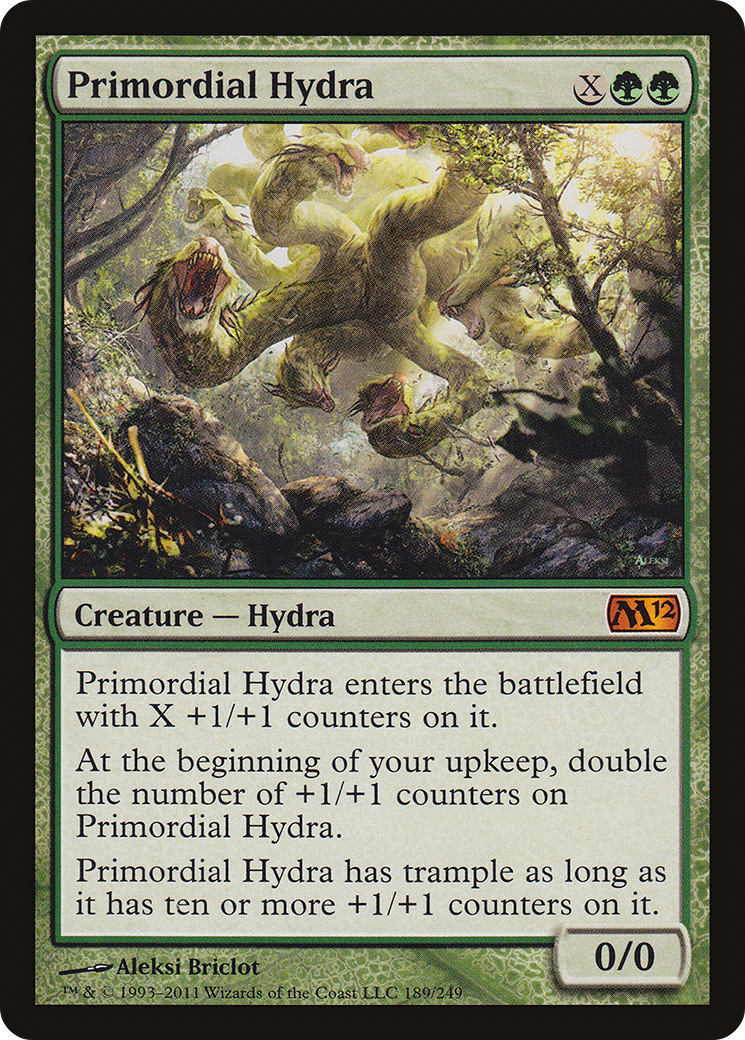 Primordial Hydra X
ALEKSI
Creature — Hydra M12
Primordial Hydra enters the battlefield
with X +1/+1 counters on it.
At the beginning of your upkeep, double
the number of +1/+1 counters on
Primordial Hydra.
Primordial Hydra has trample as long as
it has ten or more +1/+1 counters on it.
0/0
Aleksi Briclot
™ & © 1993–2011 Wizards of the Coast LLC 189/249